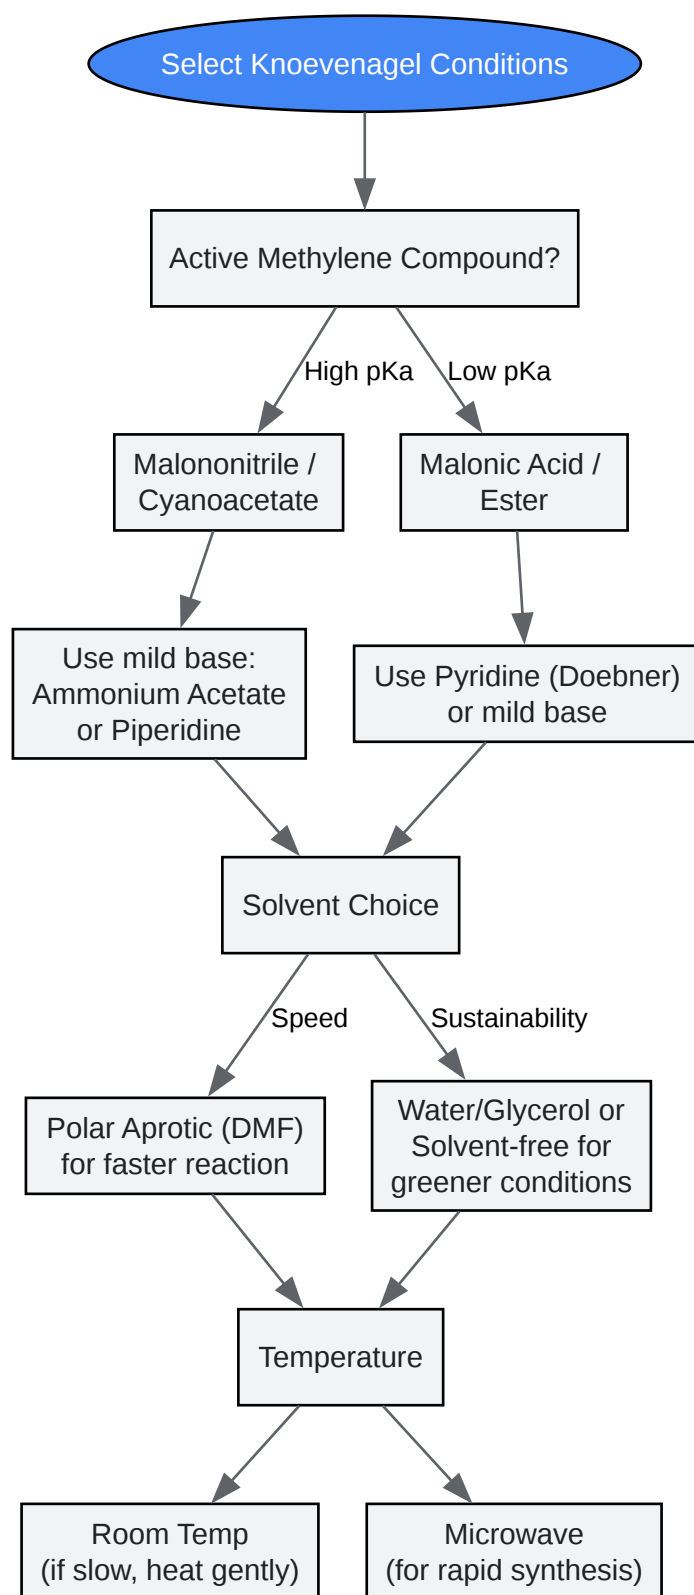 Select Knoevenagel Conditions
Active Methylene Compound?
High pKa
Low pKa
Malononitrile /
Cyanoacetate
Malonic Acid /
Ester
Use mild base:
Ammonium Acetate
or Piperidine
Use Pyridine (Doebner)
or mild base
Solvent Choice
Speed
Sustainability
Polar Aprotic (DMF)
for faster reaction
Water/Glycerol or
Solvent-free for
greener conditions
Temperature
Room Temp
(if slow, heat gently)
Microwave
(for rapid synthesis)